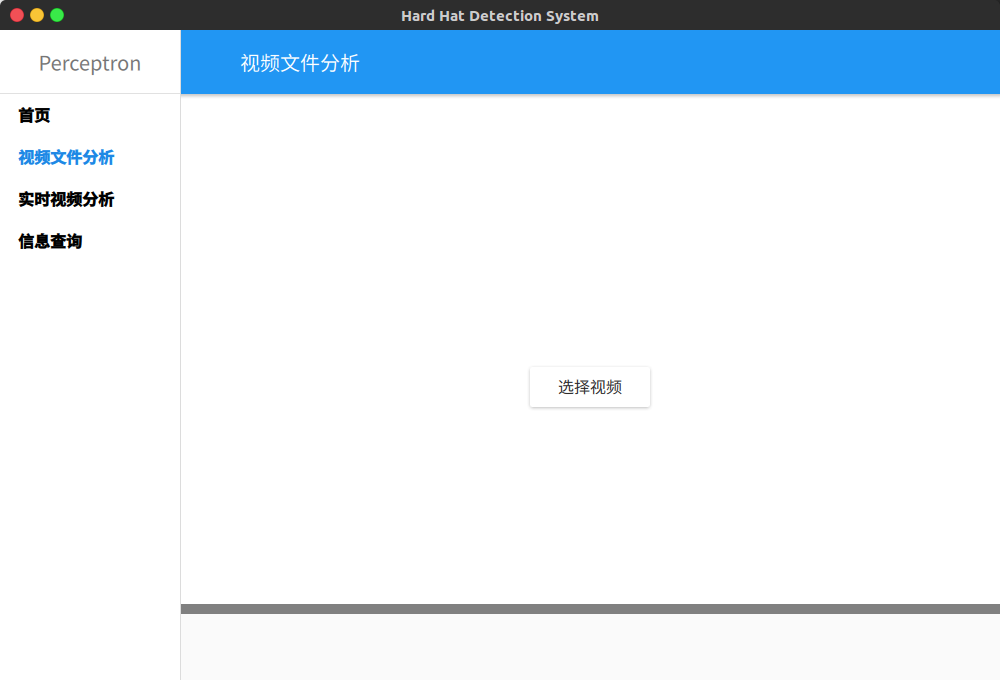 Hard Hat Detection System
Perceptron
视频文件分析
首页
视频文件分析
实时视频分析
信息查询
选择视频